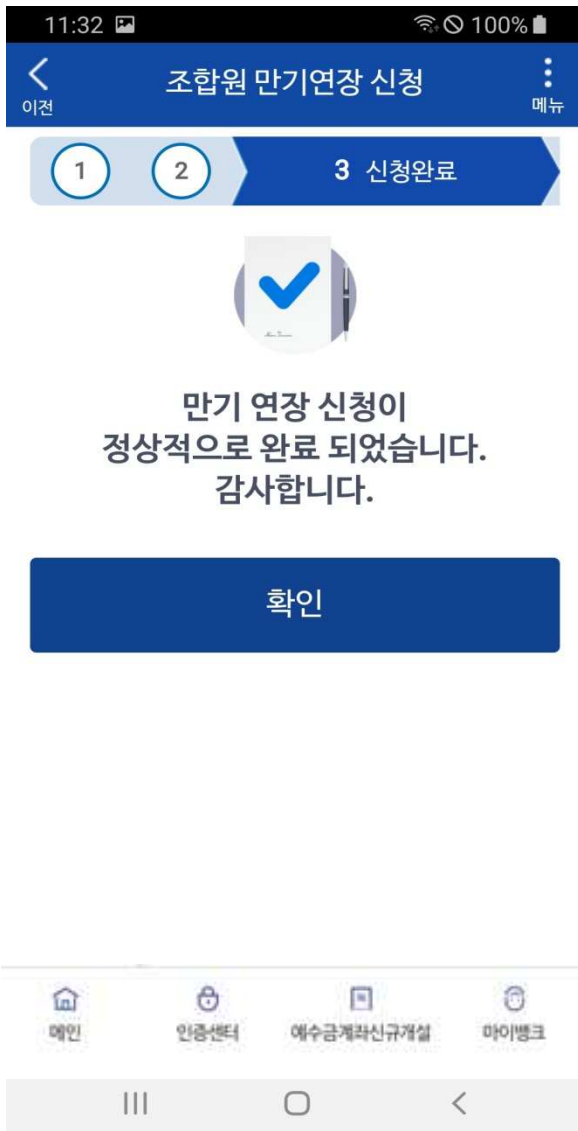 11:32 100%
조합원 만기연장 신청
이전 메뉴
1 2 3 신청완료
만기 연장 신청이
정상적으로 완료 되었습니다.
감사합니다.
확인
메인 인증센터 예수금계좌신규개설 마이뱅크